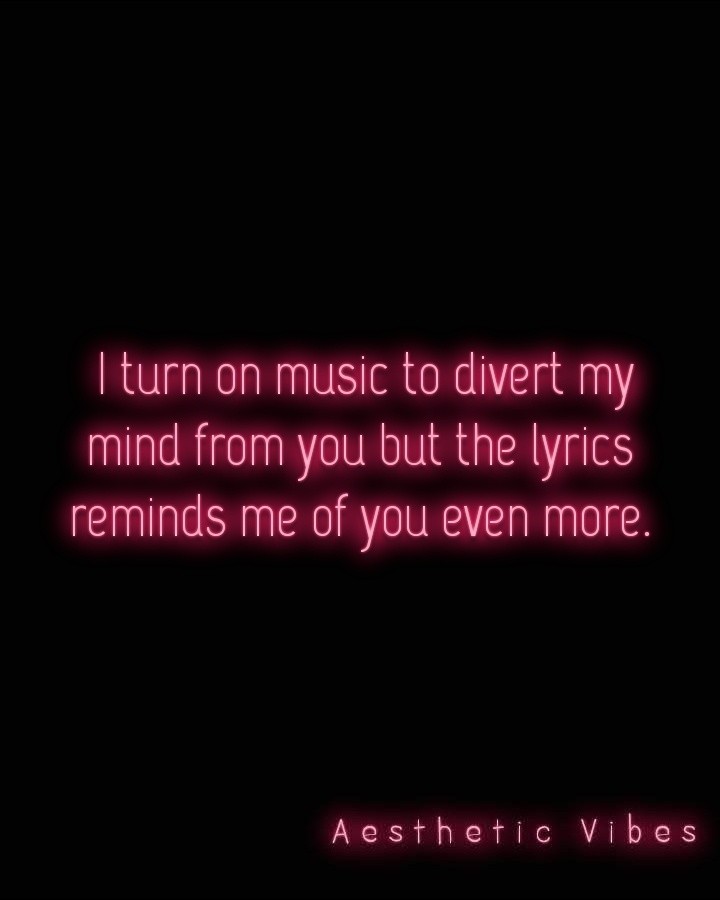 I turn on music to divert my
mind from you but the lyrics
reminds me of you even more.
Aesthetic Vibes